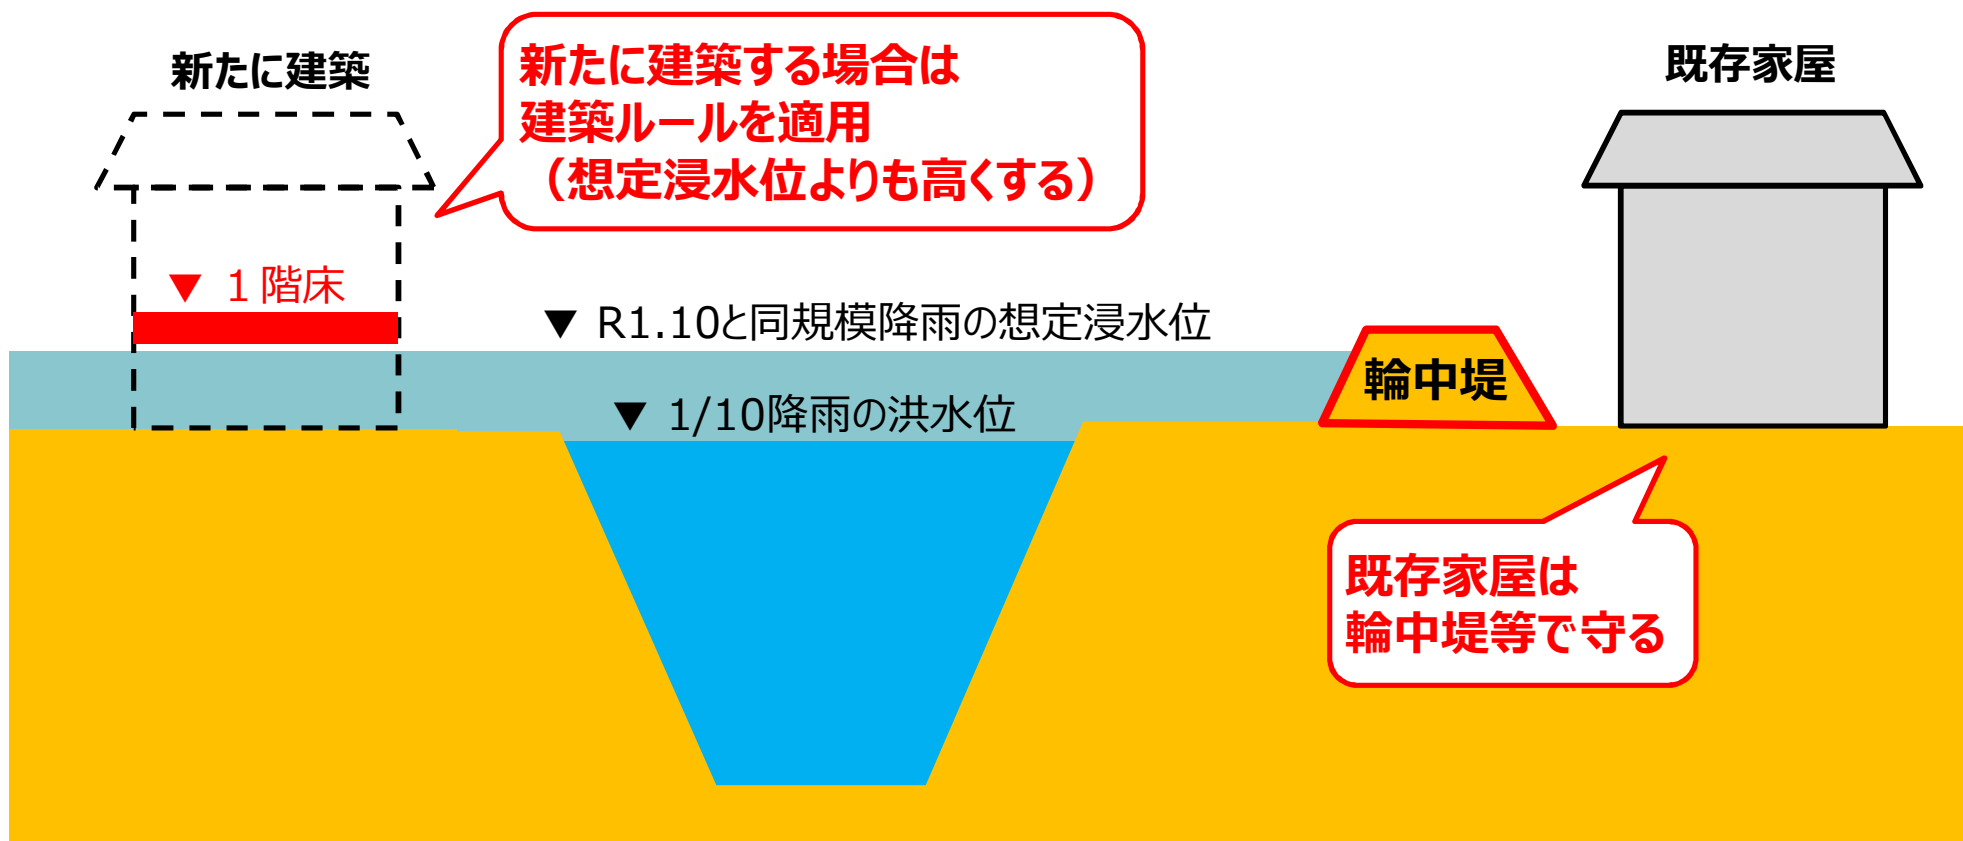 新たに建築
新たに建築する場合は
建築ルールを適用
（想定浸水位よりも高くする）
既存家屋
▼ 1階床
▼ R1.10と同規模降雨の想定浸水位
輪中堤
▼ 1/10降雨の洪水位
既存家屋は
輪中堤等で守る